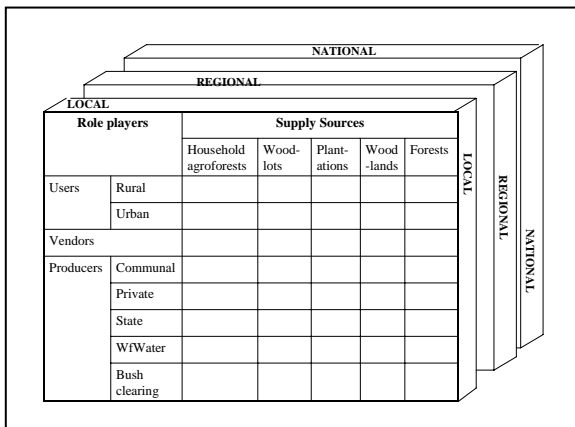 NATIONAL
REGIONAL
LOCAL
Role players
Supply Sources
Household agroforests
Wood-lots
Plant-ations
Wood-lands
Forests
Users
Rural
Urban
Vendors
Producers
Communal
Private
State
WfWater
Bush clearing
LOCAL
REGIONAL
NATIONAL